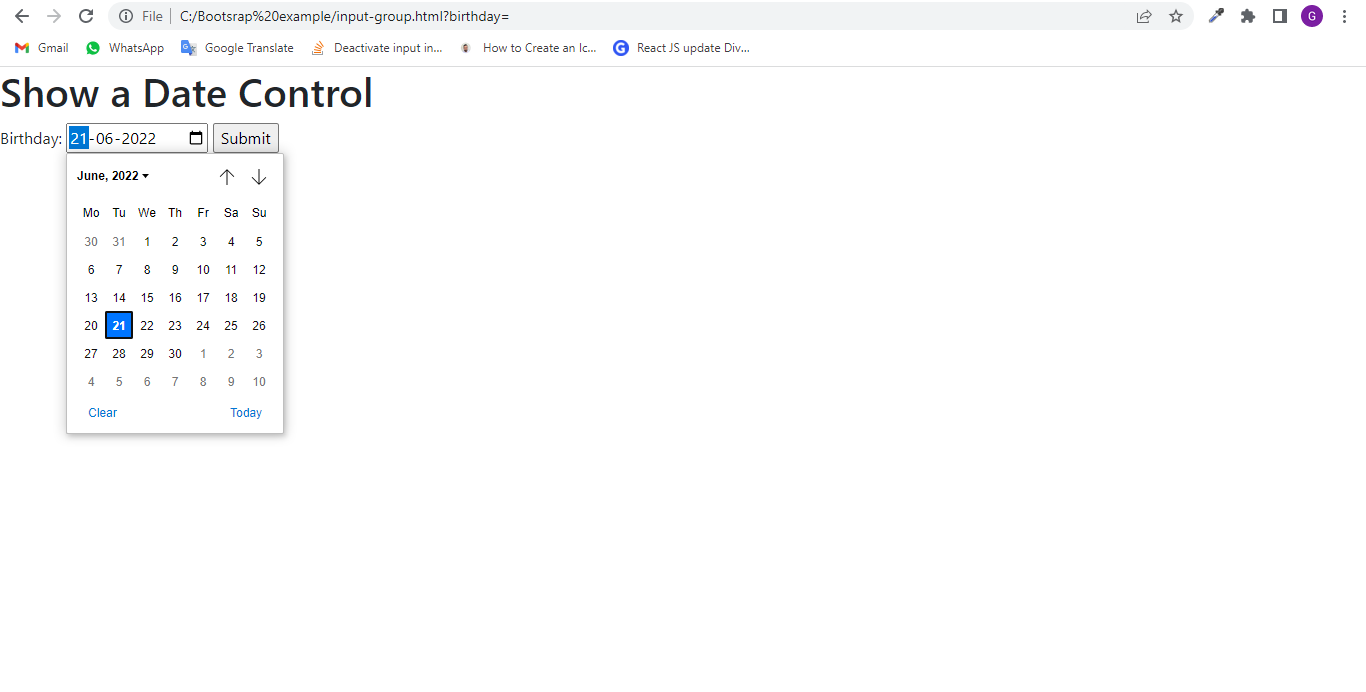 File | C:/Bootsrap%20example/input-group.html?birthday=
G
Gmail WhatsApp Google Translate Deactivate input in... How to Create an Ic... React JS update Div...
Show a Date Control
Birthday: 21-06-2022 Submit
June, 2022
Mo Tu We Th Fr Sa Su
30 31 1 2 3 4 5
6 7 8 9 10 11 12
13 14 15 16 17 18 19
20 21 22 23 24 25 26
27 28 29 30 1 2 3
4 5 6 7 8 9 10
Clear Today